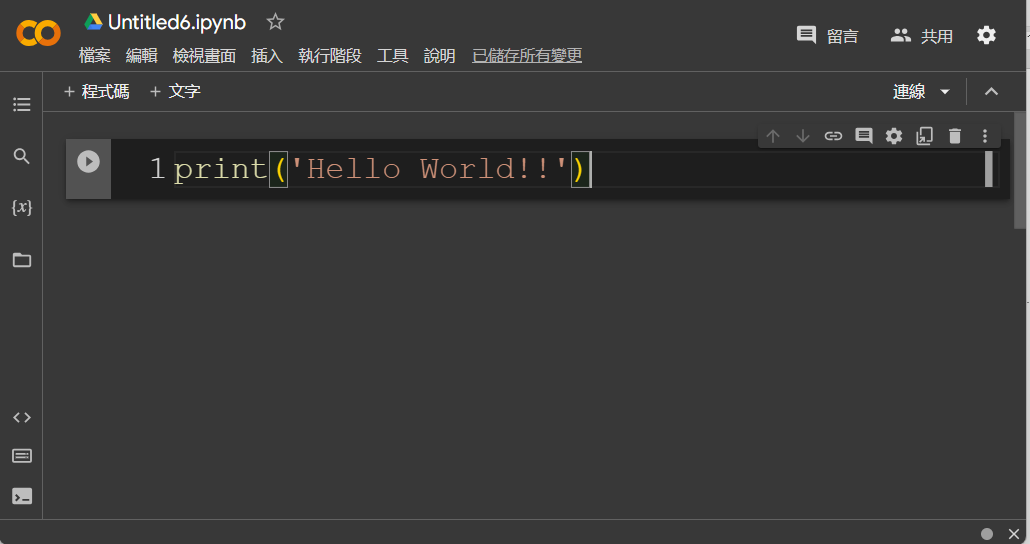 Untitled6.ipynb
檔案 編輯 檢視畫面 插入 執行階段 工具 說明 已儲存所有變更
留言 共用
+ 程式碼 + 文字
連線
{x}
1 print('Hello World!!')